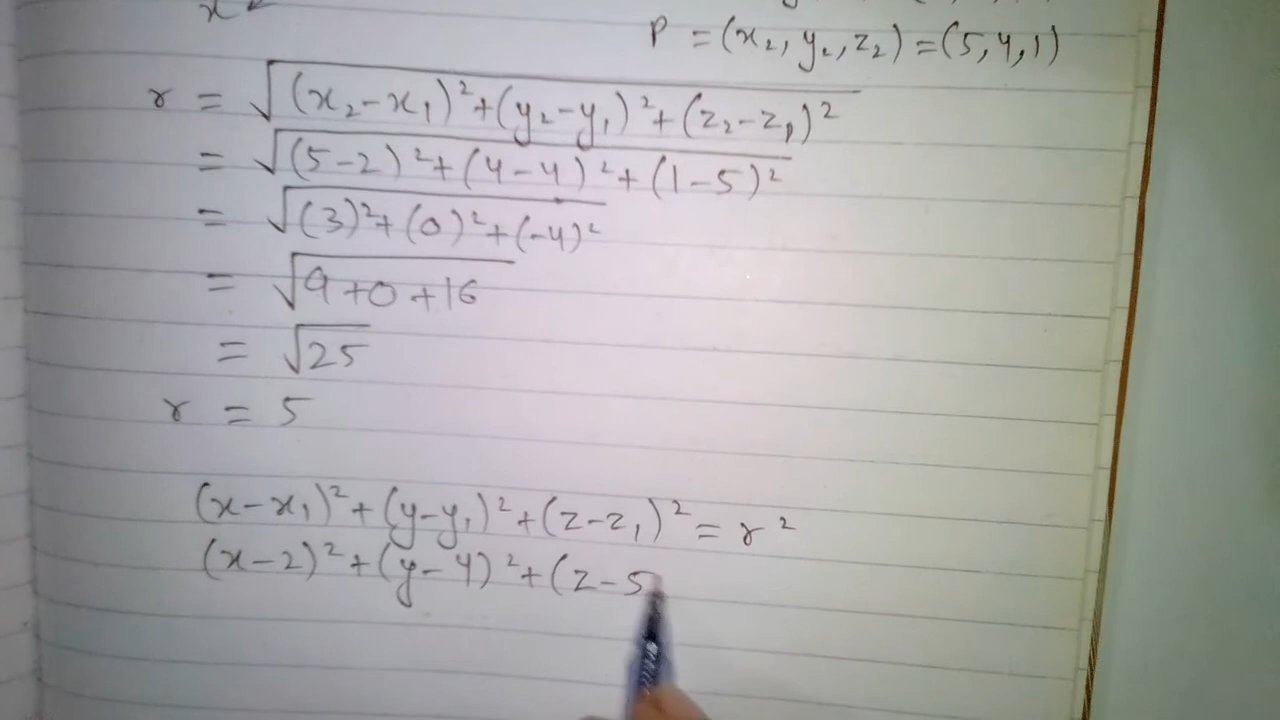 x
P = (x₂, y₂, z₂) = (5, 4, 1)
r = √(x₂-x₁)²+(y₂-y₁)²+(z₂-z₁)²
= √(5-2)²+(4-4)²+(1-5)²
= √(3)²+(0)²+(-4)²
= √9+0+16
= √25
r = 5
(x-x₁)²+(y-y₁)²+(z-z₁)² = r²
(x-2)²+(y-4)²+(z-5